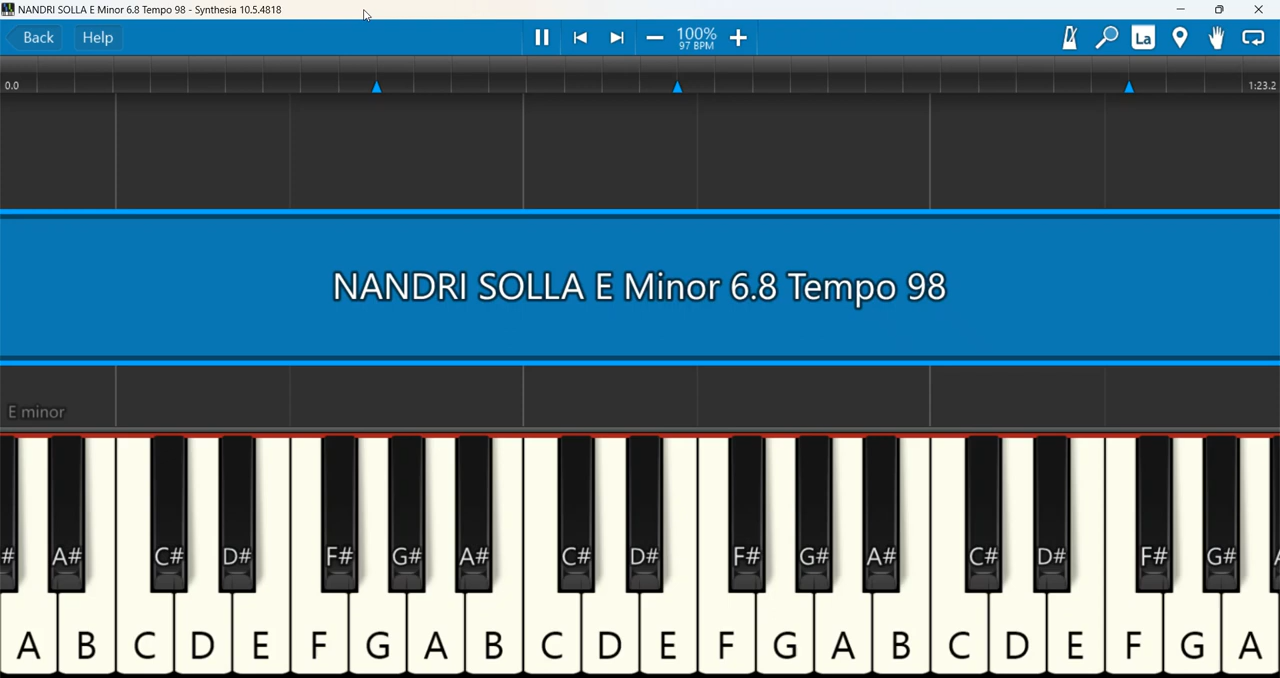 NANDRI SOLLA E Minor 6.8 Tempo 98 - Synthesia 10.5.4818
Back Help 100% La
97 BPM
0.0 1:23.2
NANDRI SOLLA E Minor 6.8 Tempo 98
E minor
# A# C# D# F# G# A# C# D# F# G# A# C# D# F# G# A
A B C D E F G A B C D E F G A B C D E F G A